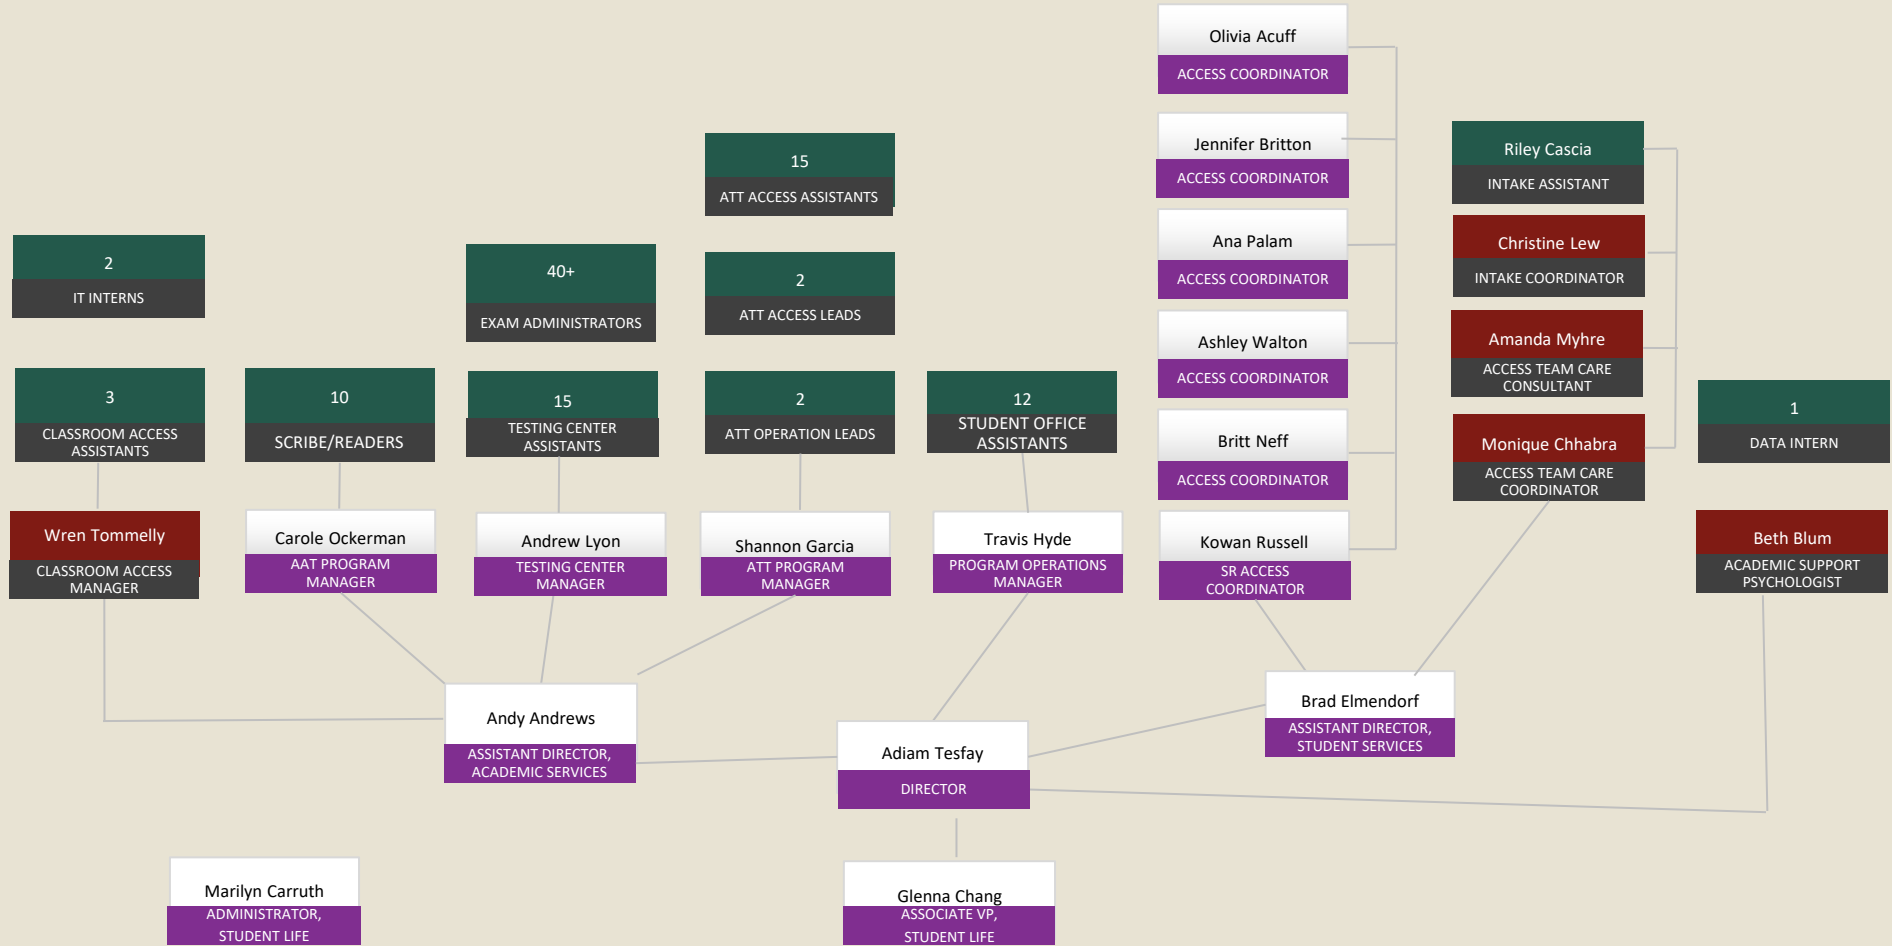 Olivia Acuff
ACCESS COORDINATOR
Jennifer Britton
ACCESS COORDINATOR
Ana Palam
ACCESS COORDINATOR
Ashley Walton
ACCESS COORDINATOR
Britt Neff
ACCESS COORDINATOR
Kowan Russell
SR ACCESS
COORDINATOR
Riley Cascia
INTAKE ASSISTANT
Christine Lew
INTAKE COORDINATOR
Amanda Myhre
ACCESS TEAM CARE
CONSULTANT
Monique Chhabra
ACCESS TEAM CARE
COORDINATOR
15
ATT ACCESS ASSISTANTS
2
IT INTERNS
40+
EXAM ADMINISTRATORS
2
ATT ACCESS LEADS
3
CLASSROOM ACCESS
ASSISTANTS
10
SCRIBE/READERS
15
TESTING CENTER
ASSISTANTS
2
ATT OPERATION LEADS
12
STUDENT OFFICE
ASSISTANTS
1
DATA INTERN
Wren Tommelly
CLASSROOM ACCESS
MANAGER
Carole Ockerman
AAT PROGRAM
MANAGER
Andrew Lyon
TESTING CENTER
MANAGER
Shannon Garcia
ATT PROGRAM
MANAGER
Travis Hyde
PROGRAM OPERATIONS
MANAGER
Beth Blum
ACADEMIC SUPPORT
PSYCHOLOGIST
Andy Andrews
ASSISTANT DIRECTOR,
ACADEMIC SERVICES
Adiam Tesfay
DIRECTOR
Brad Elmendorf
ASSISTANT DIRECTOR,
STUDENT SERVICES
Marilyn Carruth
ADMINISTRATOR,
STUDENT LIFE
Glenna Chang
ASSOCIATE VP,
STUDENT LIFE